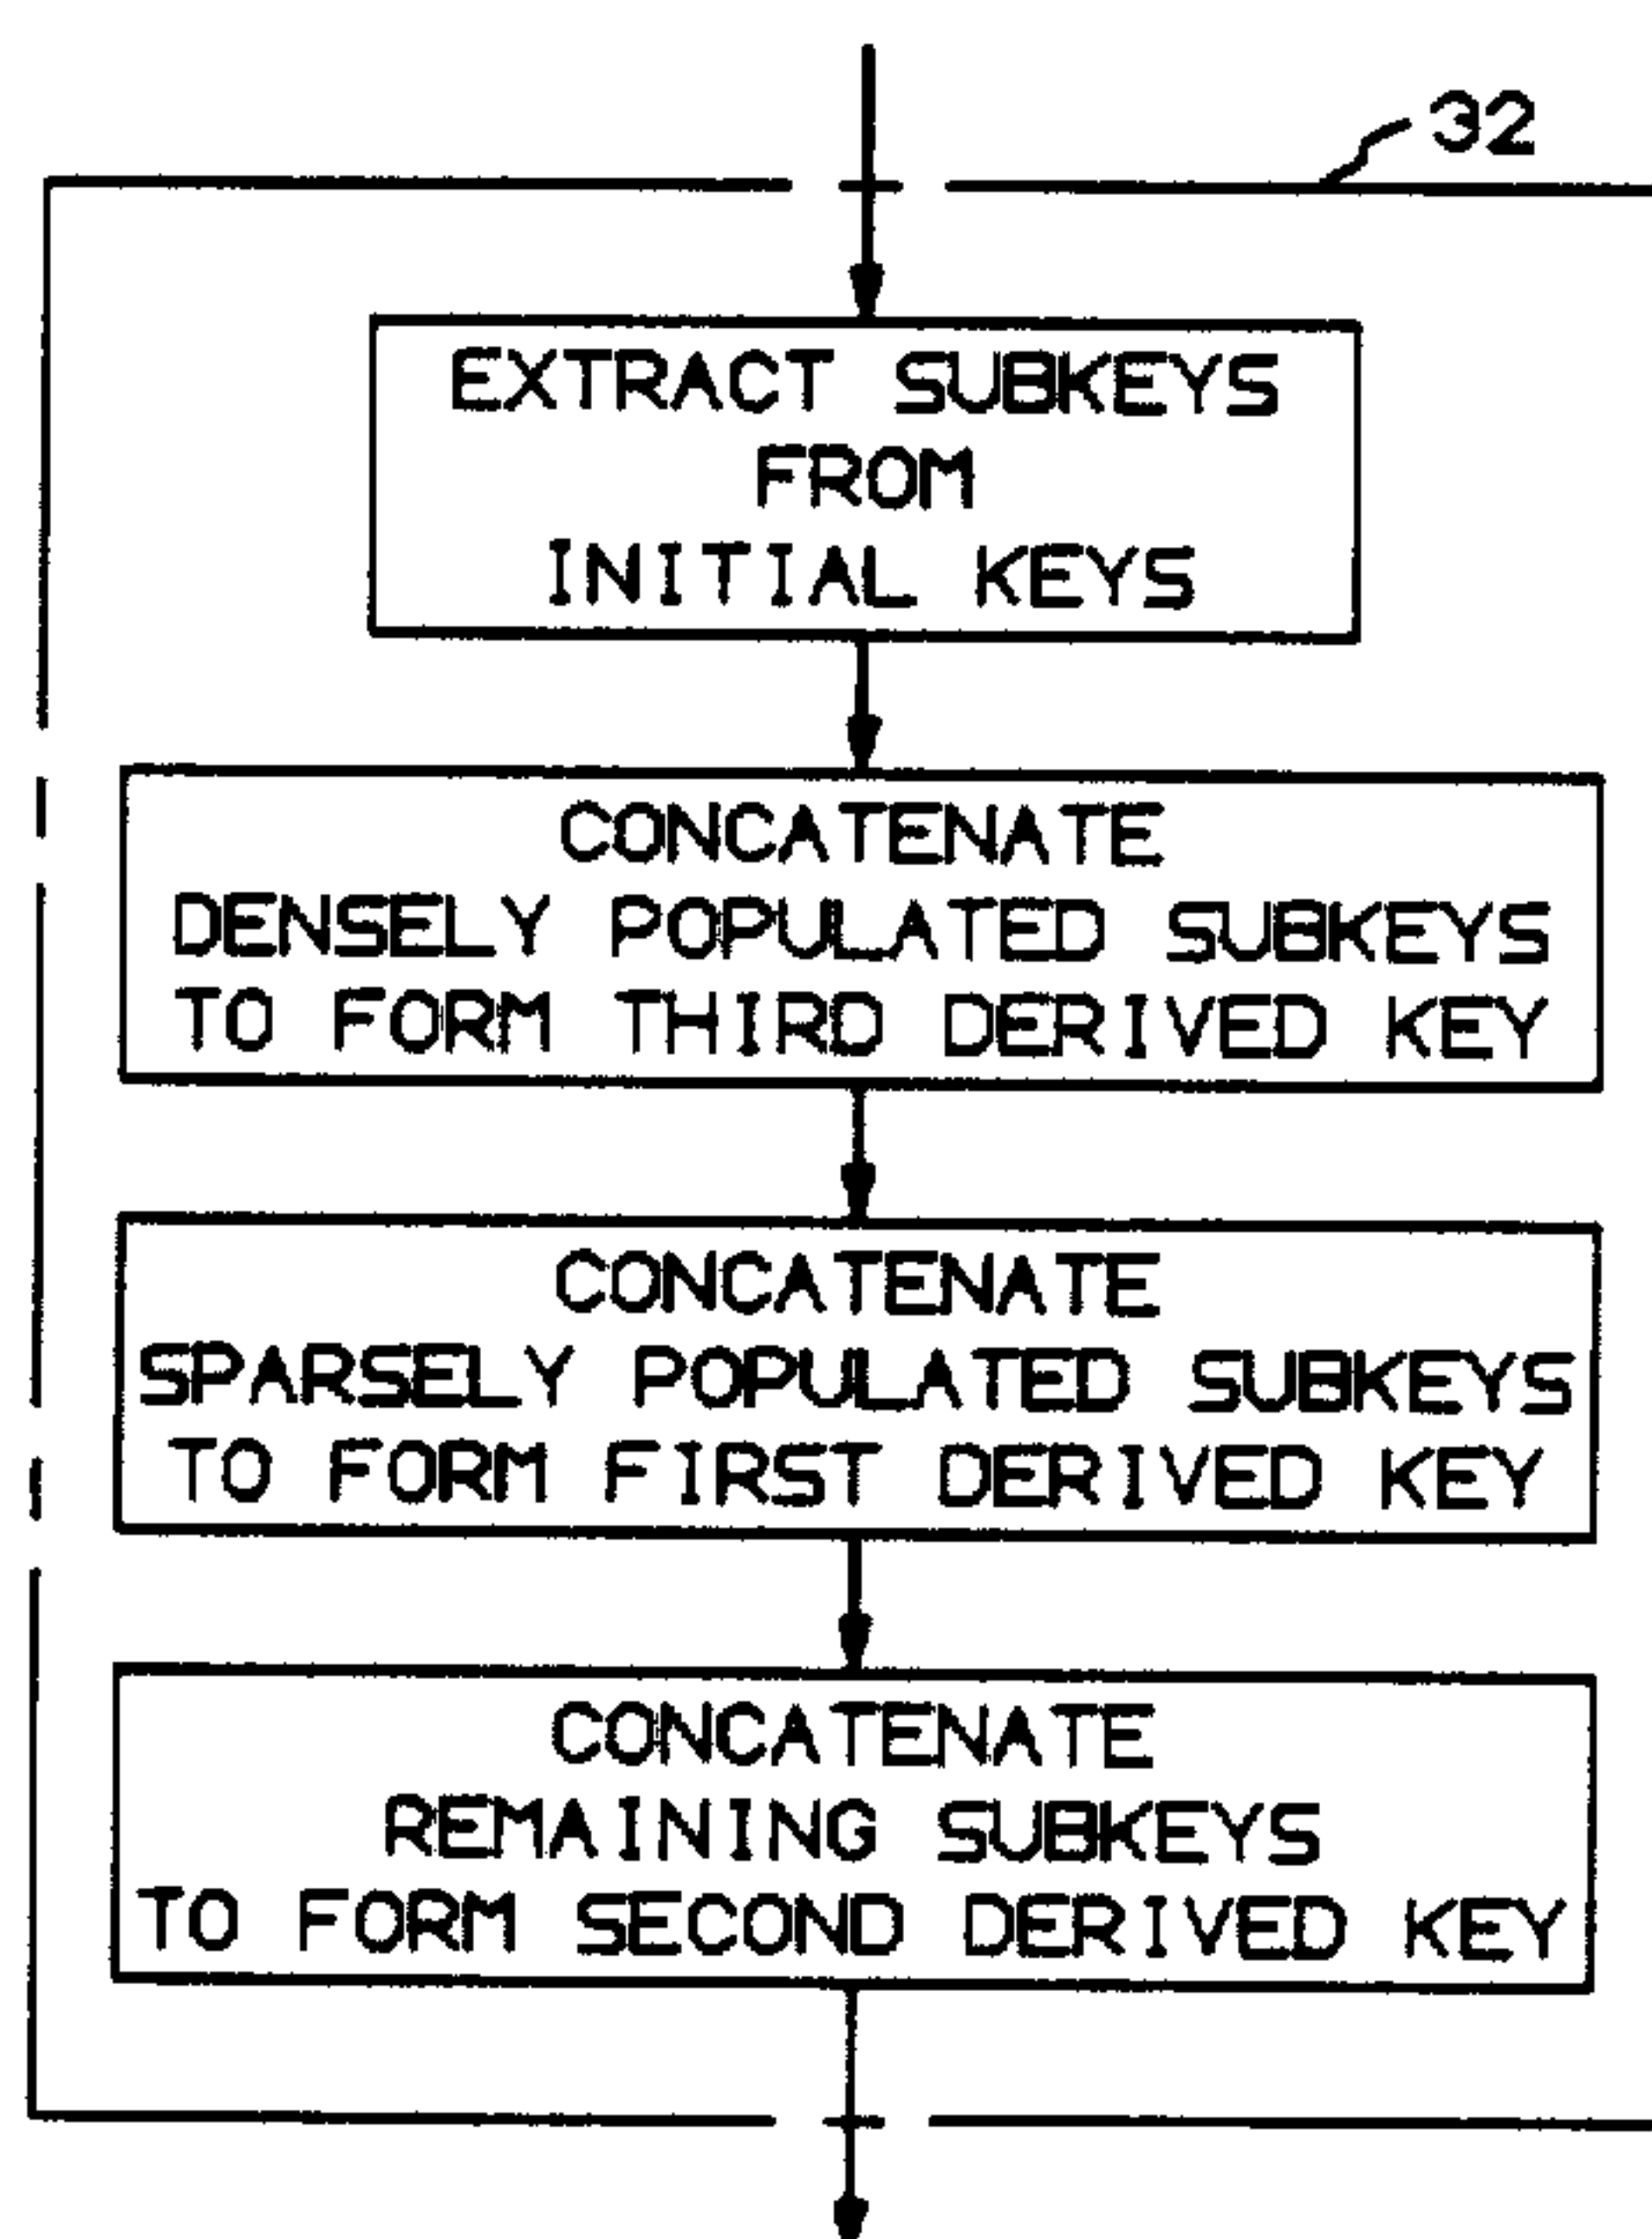 32
EXTRACT SUBKEYS
FROM
INITIAL KEYS
CONCATENATE
DENSELY POPULATED SUBKEYS
TO FORM THIRD DERIVED KEY
CONCATENATE
SPARSELY POPULATED SUBKEYS
TO FORM FIRST DERIVED KEY
CONCATENATE
REMAINING SUBKEYS
TO FORM SECOND DERIVED KEY